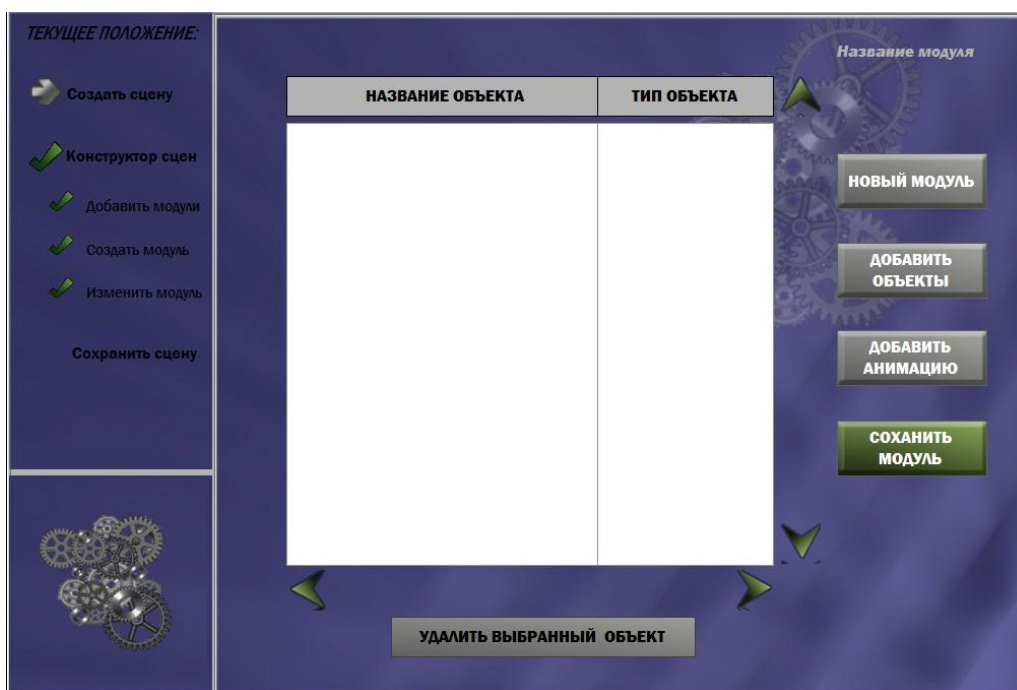 ТЕКУЩЕЕ ПОЛОЖЕНИЕ:
Создать сцену
Конструктор сцен
Добавить модули
Создать модуль
Изменить модуль
Сохранить сцену
Название модуля
НАЗВАНИЕ ОБЪЕКТА
ТИП ОБЪЕКТА
НОВЫЙ МОДУЛЬ
ДОБАВИТЬ
ОБЪЕКТЫ
ДОБАВИТЬ
АНИМАЦИЮ
СОХАНИТЬ
МОДУЛЬ
УДАЛИТЬ ВЫБРАННЫЙ ОБЪЕКТ